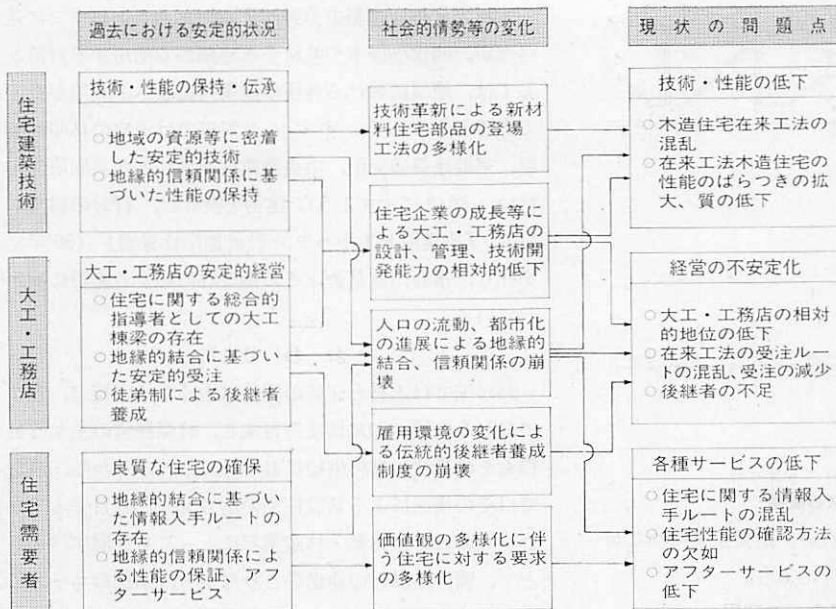 過去における安定的状況
社会的情勢等の変化
現状の問題点
住宅建築技術
技術・性能の保持・伝承
○地域の資源等に密着
した安定的技術
○地縁的信頼関係に基
づいた性能の保持
大工・工務店
大工・工務店の安定的経営
○住宅に関する総合的
指導者としての大工
棟梁の存在
○地縁的結合に基づい
た安定的受注
○徒弟制による後継者
養成
住宅需要者
良質な住宅の確保
○地縁的結合に基づい
た情報入手ルートの
存在
○地縁的信頼関係によ
る性能の保証、アフ
ターサービス
技術革新による新材
料住宅部品の登場
工法の多様化
住宅企業の成長等に
よる大工・工務店の
設計、管理、技術開
発能力の相対的低下
人口の流動、都市化
の進展による地縁的
結合、信頼関係の崩
壊
雇用環境の変化によ
る伝統的後継者養成
制度の崩壊
価値観の多様化に伴
う住宅に対する要求
の多様化
技術・性能の低下
○木造住宅在来工法の
混乱
○在来工法木造住宅の
性能のばらつきの拡
大、質の低下
経営の不安定化
○大工・工務店の相対
的地位の低下
○在来工法の受注ルー
トの混乱、受注の減少
○後継者の不足
各種サービスの低下
○住宅に関する情報入
手ルートの混乱
○住宅性能の確認方法
の欠如
○アフターサービスの
低下